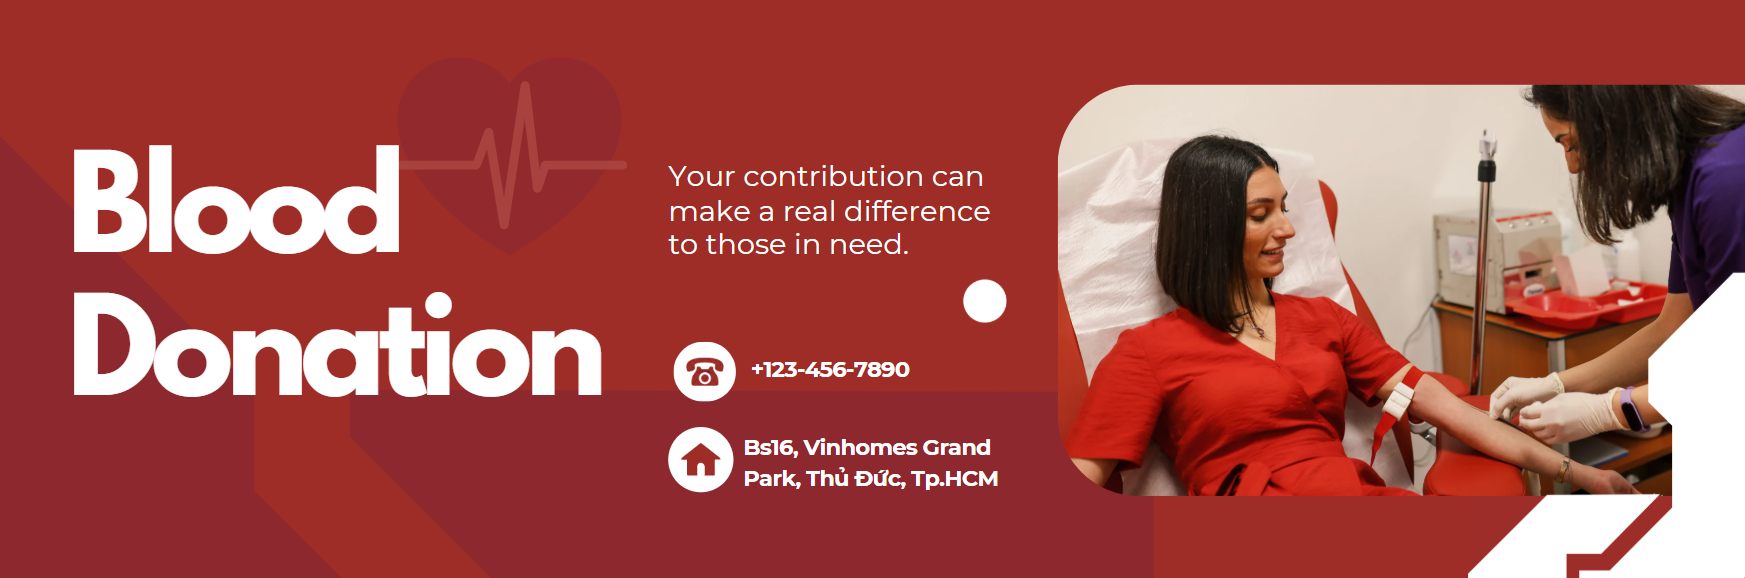 Blood
Donation
Your contribution can
make a real difference
to those in need.
+123-456-7890
Bs16, Vinhomes Grand
Park, Thủ Đức, Tp.HCM